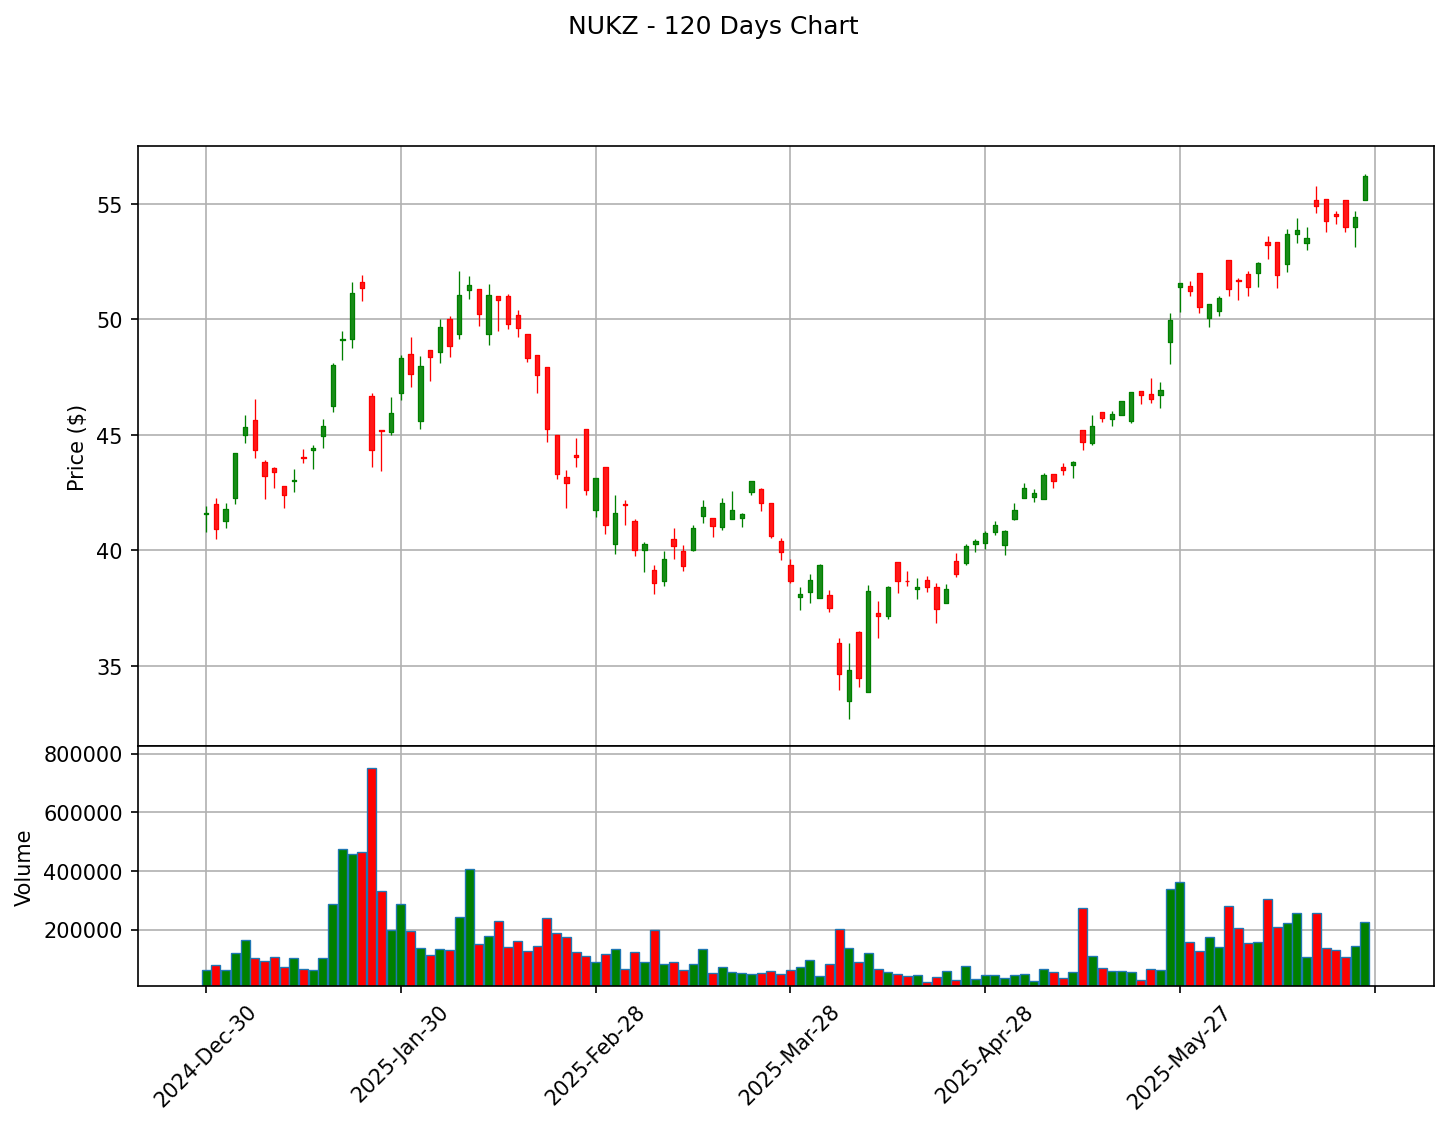 NUKZ - 120 Days Chart
Price ($)
55
50
45
40
35
Volume
800000
600000
400000
200000
2024-Dec-30
2025-Jan-30
2025-Feb-28
2025-Mar-28
2025-Apr-28
2025-May-27